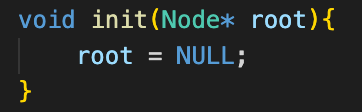 void init(Node* root){
    root = NULL;
}